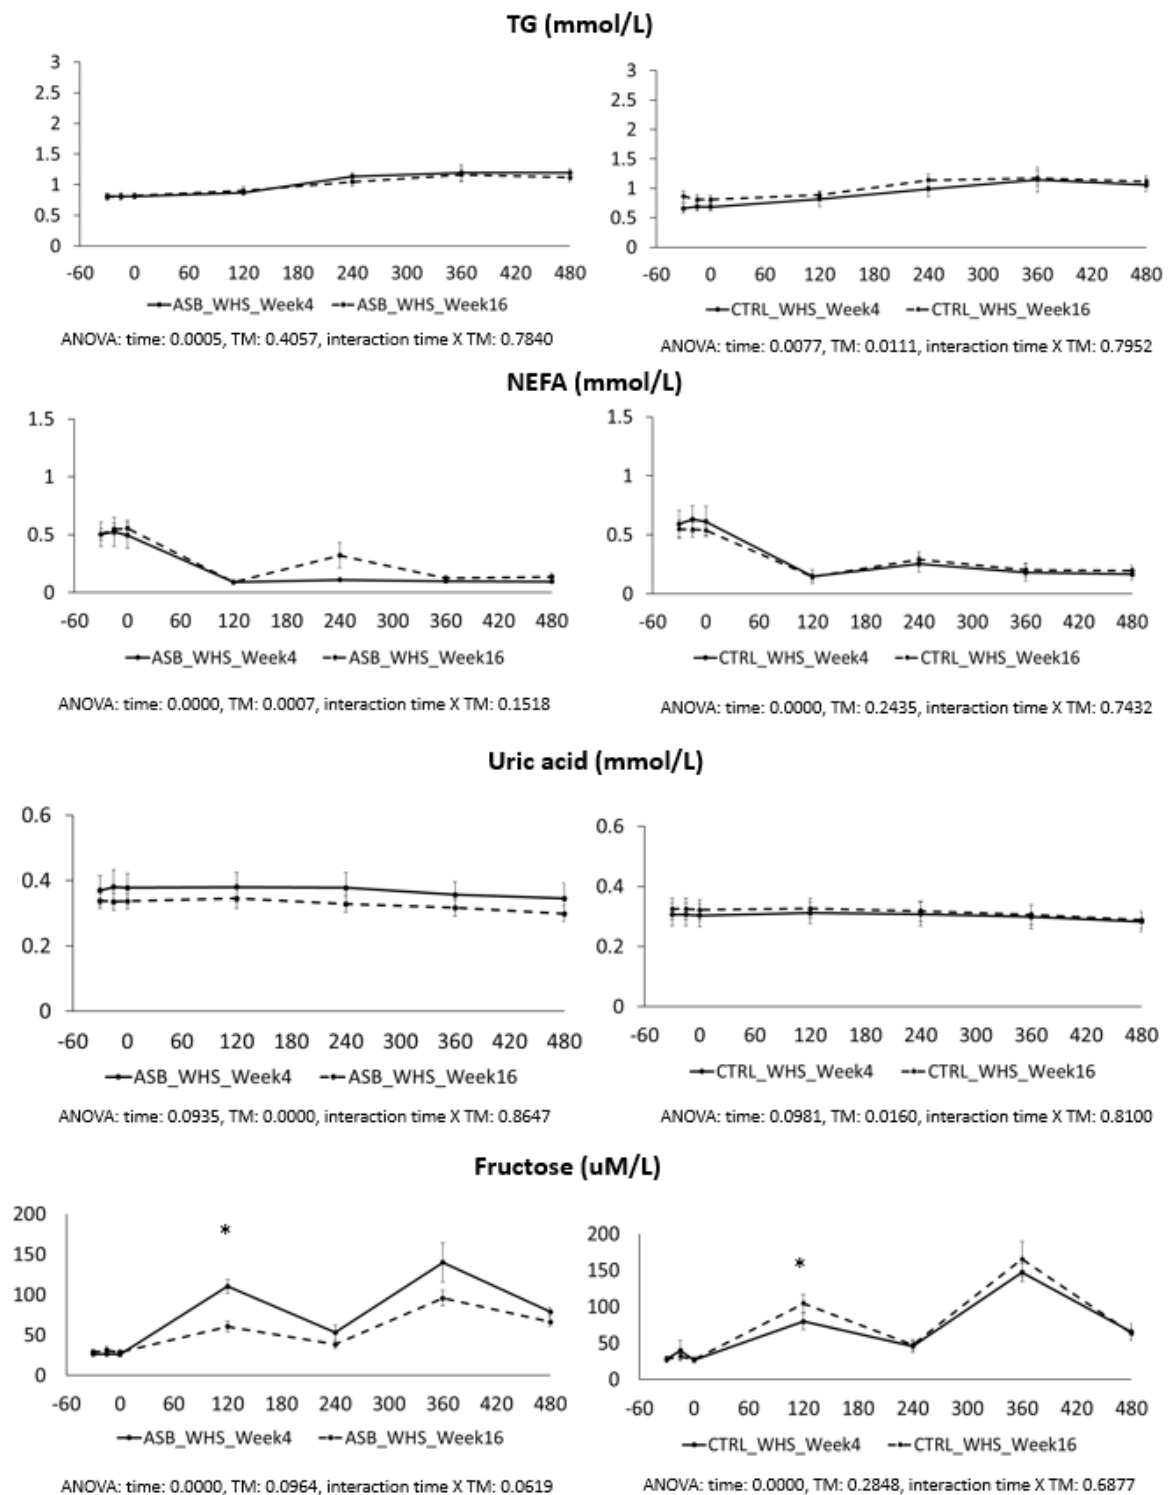 TG (mmol/L)
3
2.5
2
1.5
1
0.5
0
-60 0 60 120 180 240 300 360 420 480
ASB_WHS_Week4 ASB_WHS_Week16
ANOVA: time: 0.0005, TM: 0.4057, interaction time X TM: 0.7840
3
2.5
2
1.5
1
0.5
0
-60 0 60 120 180 240 300 360 420 480
CTRL_WHS_Week4 CTRL_WHS_Week16
ANOVA: time: 0.0077, TM: 0.0111, interaction time X TM: 0.7952
NEFA (mmol/L)
1.5
1
0.5
0
-60 0 60 120 180 240 300 360 420 480
ASB_WHS_Week4 ASB_WHS_Week16
ANOVA: time: 0.0000, TM: 0.0007, interaction time X TM: 0.1518
1.5
1
0.5
0
-60 0 60 120 180 240 300 360 420 480
CTRL_WHS_Week4 CTRL_WHS_Week16
ANOVA: time: 0.0000, TM: 0.2435, interaction time X TM: 0.7432
Uric acid (mmol/L)
0.6
0.4
0.2
0
-60 0 60 120 180 240 300 360 420 480
ASB_WHS_Week4 ASB_WHS_Week16
ANOVA: time: 0.0935, TM: 0.0000, interaction time X TM: 0.8647
0.6
0.4
0.2
0
-60 0 60 120 180 240 300 360 420 480
CTRL_WHS_Week4 CTRL_WHS_Week16
ANOVA: time: 0.0981, TM: 0.0160, interaction time X TM: 0.8100
Fructose (uM/L)
200
150
100
50
0
*
-60 0 60 120 180 240 300 360 420 480
ASB_WHS_Week4 ASB_WHS_Week16
ANOVA: time: 0.0000, TM: 0.0964, interaction time X TM: 0.0619
200
150
100
50
0
*
-60 0 60 120 180 240 300 360 420 480
CTRL_WHS_Week4 CTRL_WHS_Week16
ANOVA: time: 0.0000, TM: 0.2848, interaction time X TM: 0.6877